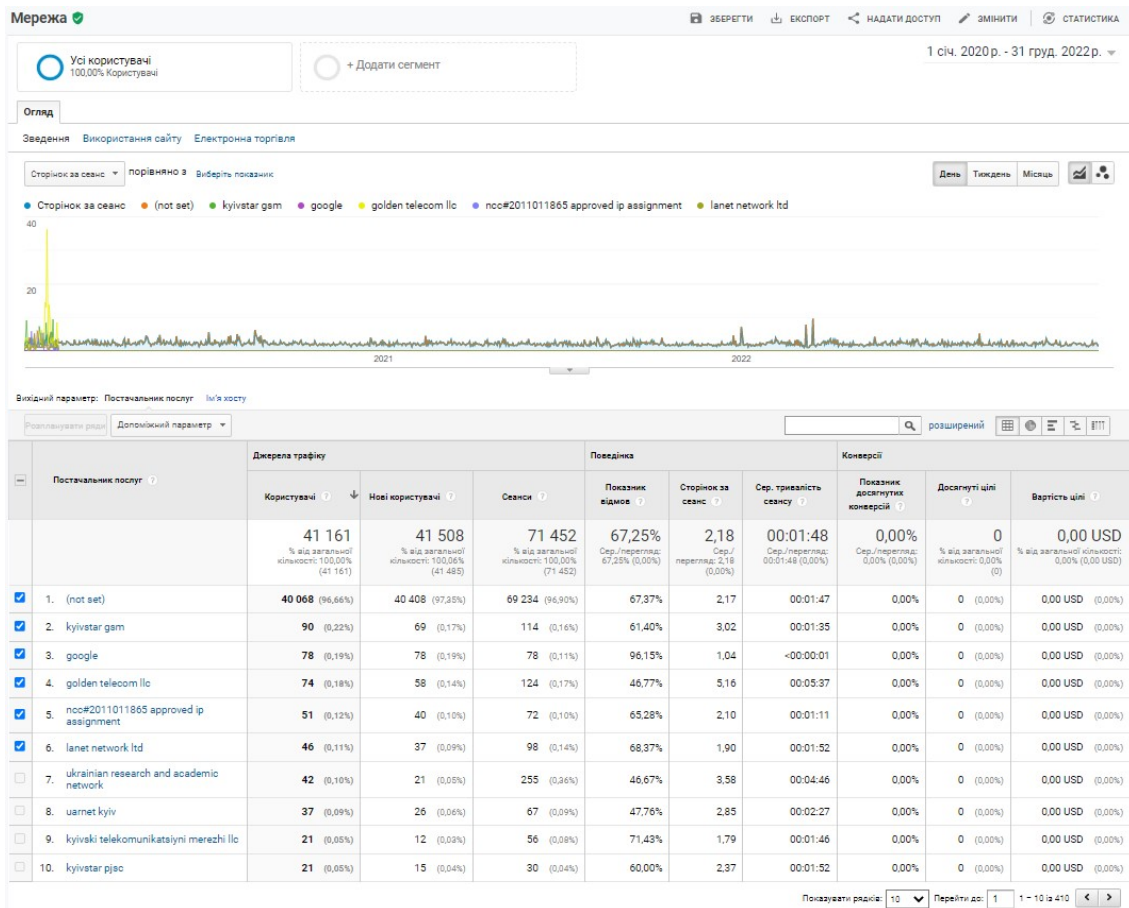 Мережа
ЗБЕРЕГТИ ЕКСПОРТ НАДАТИ ДОСТУП ЗМІНИТИ СТАТИСТИКА
Усі користувачі
100,00% Користувачі
+ Додати сегмент
1 січ. 2020 р. - 31 груд. 2022 р.
Огляд
Зведення Використання сайту Електронна торгівля
Сторінок за сеанс порівняно з Виберіть показник
День Тиждень Місяць
Сторінок за сеанс (not set) kyivstar gsm google golden telecom llc ncc#2011011865 approved ip assignment lanet network ltd
40
20
2021 2022
Вихідний параметр: Постачальник послуг Ім'я хосту
Розпланувати ряди Допоміжний параметр
розширений
Джерела трафіку Поведінка Конверсії
Постачальник послуг ?
Користувачі ? Нові користувачі ? Сеанси ? Показник відмов ? Сторінок за сеанс ? Сер. тривалість сеансу ? Показник досягнутих конверсій ? Досягнуті цілі ? Вартість цілі ?
41 161 41 508 71 452 67,25% 2,18 00:01:48 0,00% 0 0,00 USD
% від загальної кількості: 100,00% (41 161) % від загальної кількості: 100,06% (41 485) % від загальної кількості: 100,00% (71 452) Сер./перегляд: 67,25% (0,00%) Сер./перегляд: 2,18 (0,00%) Сер./перегляд: 00:01:48 (0,00%) Сер./перегляд: 0,00% (0,00%) % від загальної кількості: 0,00% (0) % від загальної кількості: 0,00% (0,00 USD)
1. (not set) 40 068 (96,66%) 40 408 (97,35%) 69 234 (96,90%) 67,37% 2,17 00:01:47 0,00% 0 (0,00%) 0,00 USD (0,00%)
2. kyivstar gsm 90 (0,22%) 69 (0,17%) 114 (0,16%) 61,40% 3,02 00:01:35 0,00% 0 (0,00%) 0,00 USD (0,00%)
3. google 78 (0,19%) 78 (0,19%) 78 (0,11%) 96,15% 1,04 <00:00:01 0,00% 0 (0,00%) 0,00 USD (0,00%)
4. golden telecom llc 74 (0,18%) 58 (0,14%) 124 (0,17%) 46,77% 5,16 00:05:37 0,00% 0 (0,00%) 0,00 USD (0,00%)
5. ncc#2011011865 approved ip assignment 51 (0,12%) 40 (0,10%) 72 (0,10%) 65,28% 2,10 00:01:11 0,00% 0 (0,00%) 0,00 USD (0,00%)
6. lanet network ltd 46 (0,11%) 37 (0,09%) 98 (0,14%) 68,37% 1,90 00:01:52 0,00% 0 (0,00%) 0,00 USD (0,00%)
7. ukrainian research and academic network 42 (0,10%) 21 (0,05%) 255 (0,36%) 46,67% 3,58 00:04:46 0,00% 0 (0,00%) 0,00 USD (0,00%)
8. uarnet kyiv 37 (0,09%) 26 (0,06%) 67 (0,09%) 47,76% 2,85 00:02:27 0,00% 0 (0,00%) 0,00 USD (0,00%)
9. kyivski telekomunikatsiyni merezhi llc 21 (0,05%) 12 (0,03%) 56 (0,08%) 71,43% 1,79 00:01:46 0,00% 0 (0,00%) 0,00 USD (0,00%)
10. kyivstar pjsc 21 (0,05%) 15 (0,04%) 30 (0,04%) 60,00% 2,37 00:01:52 0,00% 0 (0,00%) 0,00 USD (0,00%)
Показувати рядків: 10 Перейти до: 1 1 – 10 із 410